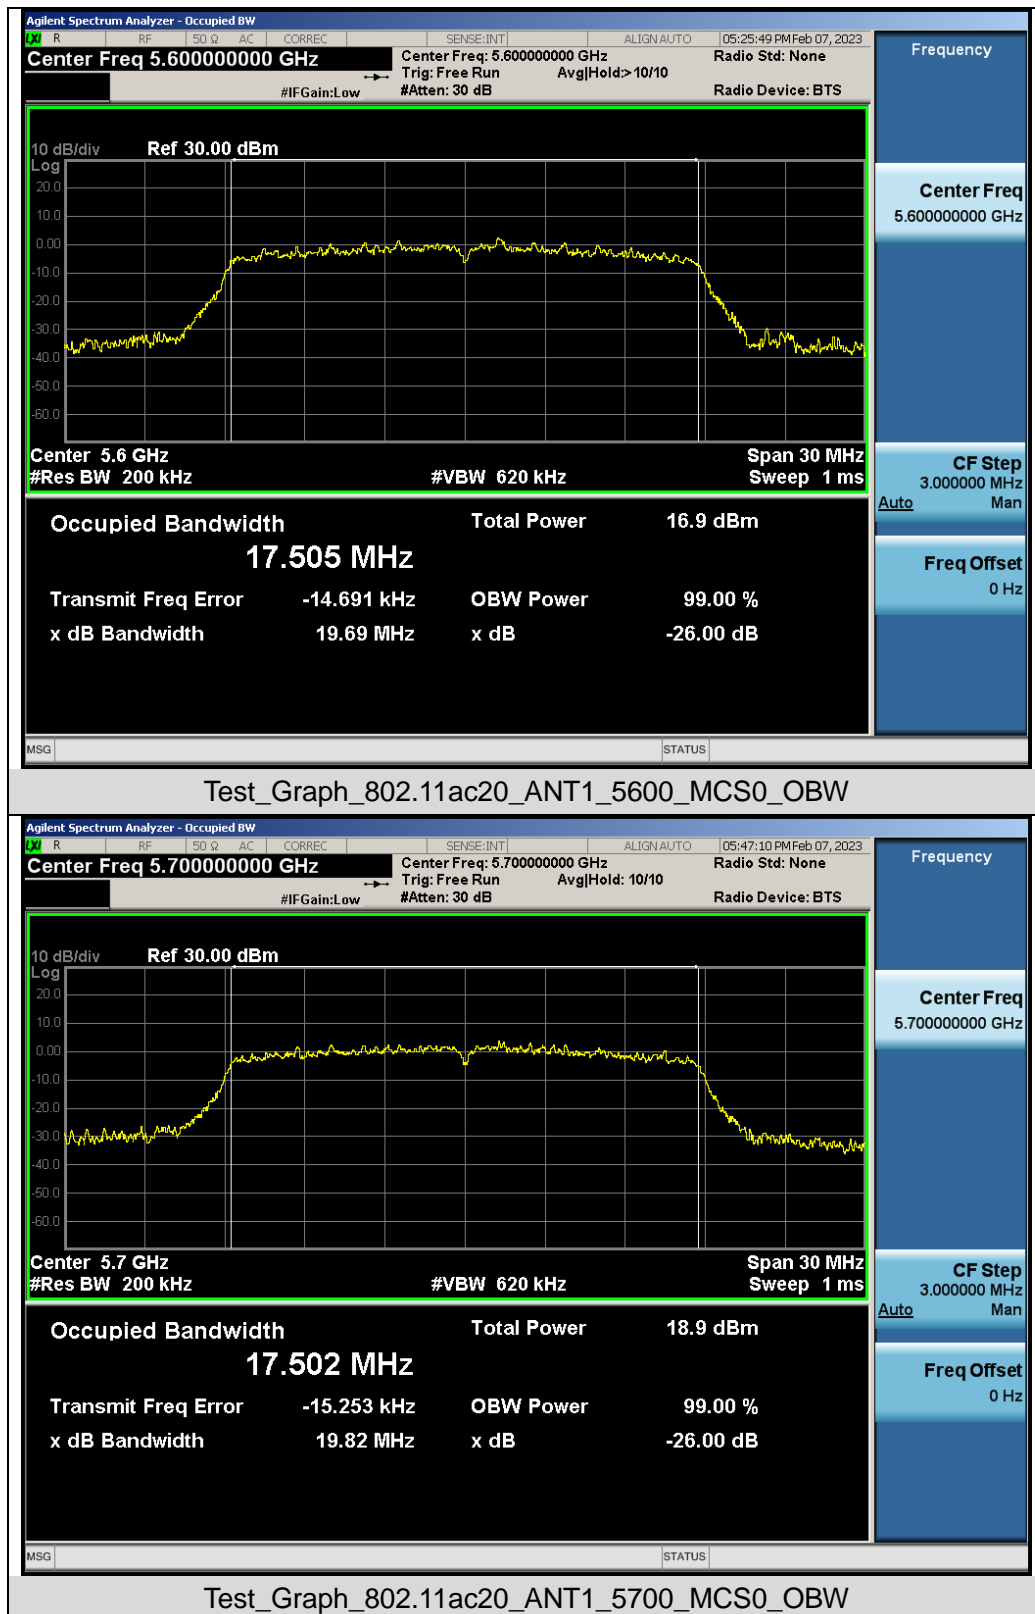 Agilent Spectrum Analyzer - Occupied BW
LXI R RF 50 Ω AC CORREC SENSE:INT ALIGN AUTO 05:25:49 PM Feb 07, 2023
Center Freq 5.600000000 GHz Center Freq: 5.600000000 GHz Radio Std: None Frequency
Trig: Free Run Avg|Hold:> 10/10
#IFGain:Low #Atten: 30 dB Radio Device: BTS
10 dB/div Ref 30.00 dBm
Log
20.0
Center Freq
5.600000000 GHz
10.0
0.00
-10.0
-20.0
-30.0
-40.0
-50.0
-60.0
Center 5.6 GHz Span 30 MHz
#Res BW 200 kHz #VBW 620 kHz Sweep 1 ms
CF Step
3.000000 MHz
Auto Man
Occupied Bandwidth Total Power 16.9 dBm
17.505 MHz
Freq Offset
0 Hz
Transmit Freq Error -14.691 kHz OBW Power 99.00 %
x dB Bandwidth 19.69 MHz x dB -26.00 dB
MSG STATUS
Test_Graph_802.11ac20_ANT1_5600_MCS0_OBW
Agilent Spectrum Analyzer - Occupied BW
LXI R RF 50 Ω AC CORREC SENSE:INT ALIGN AUTO 05:47:10 PM Feb 07, 2023
Center Freq 5.700000000 GHz Center Freq: 5.700000000 GHz Radio Std: None Frequency
Trig: Free Run Avg|Hold: 10/10
#IFGain:Low #Atten: 30 dB Radio Device: BTS
10 dB/div Ref 30.00 dBm
Log
20.0
Center Freq
5.700000000 GHz
10.0
0.00
-10.0
-20.0
-30.0
-40.0
-50.0
-60.0
Center 5.7 GHz Span 30 MHz
#Res BW 200 kHz #VBW 620 kHz Sweep 1 ms
CF Step
3.000000 MHz
Auto Man
Occupied Bandwidth Total Power 18.9 dBm
17.502 MHz
Freq Offset
0 Hz
Transmit Freq Error -15.253 kHz OBW Power 99.00 %
x dB Bandwidth 19.82 MHz x dB -26.00 dB
MSG STATUS
Test_Graph_802.11ac20_ANT1_5700_MCS0_OBW